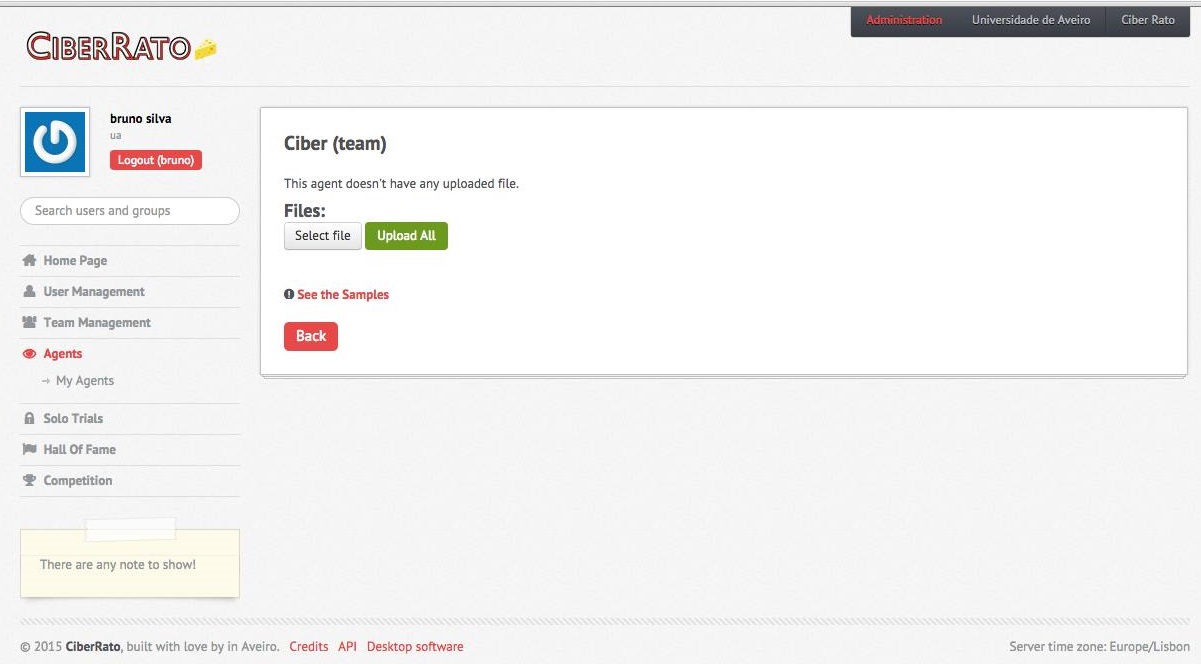 Administration Universidade de Aveiro Ciber Rato
CIBERRATO
bruno silva
ua
Logout (bruno)
Search users and groups
Home Page
User Management
Team Management
Agents
My Agents
Solo Trials
Hall Of Fame
Competition
There are any note to show!
Ciber (team)
This agent doesn't have any uploaded file.
Files:
Select file Upload All
See the Samples
Back
© 2015 CiberRato, built with love by in Aveiro. Credits API Desktop software
Server time zone: Europe/Lisbon